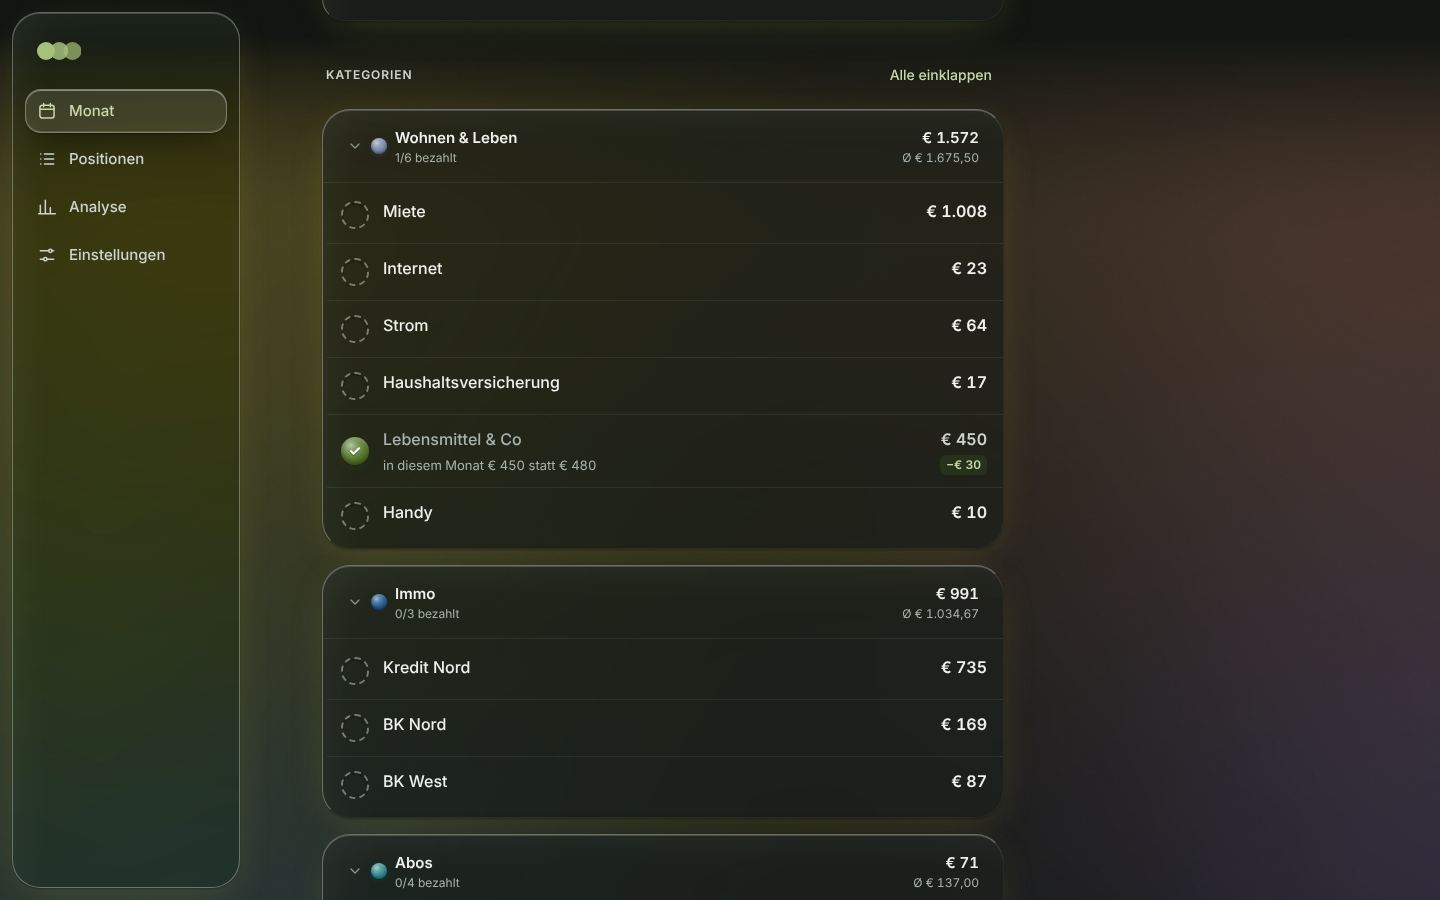 KATEGORIEN
Alle einklappen
Monat
Positionen
Analyse
Einstellungen
Wohnen & Leben
€ 1.572
1/6 bezahlt
Ø € 1.675,50
Miete
€ 1.008
Internet
€ 23
Strom
€ 64
Haushaltsversicherung
€ 17
Lebensmittel & Co
€ 450
in diesem Monat € 450 statt € 480
−€ 30
Handy
€ 10
Immo
€ 991
0/3 bezahlt
Ø € 1.034,67
Kredit Nord
€ 735
BK Nord
€ 169
BK West
€ 87
Abos
€ 71
0/4 bezahlt
Ø € 137,00